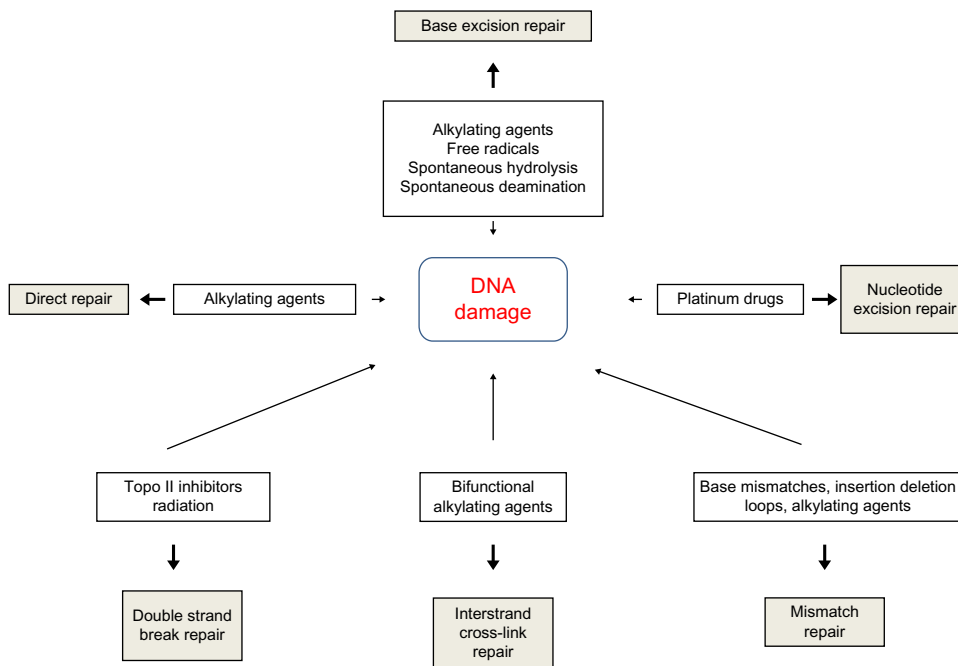 Base excision repair
Alkylating agents
Free radicals
Spontaneous hydrolysis
Spontaneous deamination
Direct repair
Alkylating agents
DNA
damage
Platinum drugs
Nucleotide
excision repair
Topo II inhibitors
radiation
Bifunctional
alkylating agents
Base mismatches, insertion deletion
loops, alkylating agents
Double strand
break repair
Interstrand
cross-link
repair
Mismatch
repair